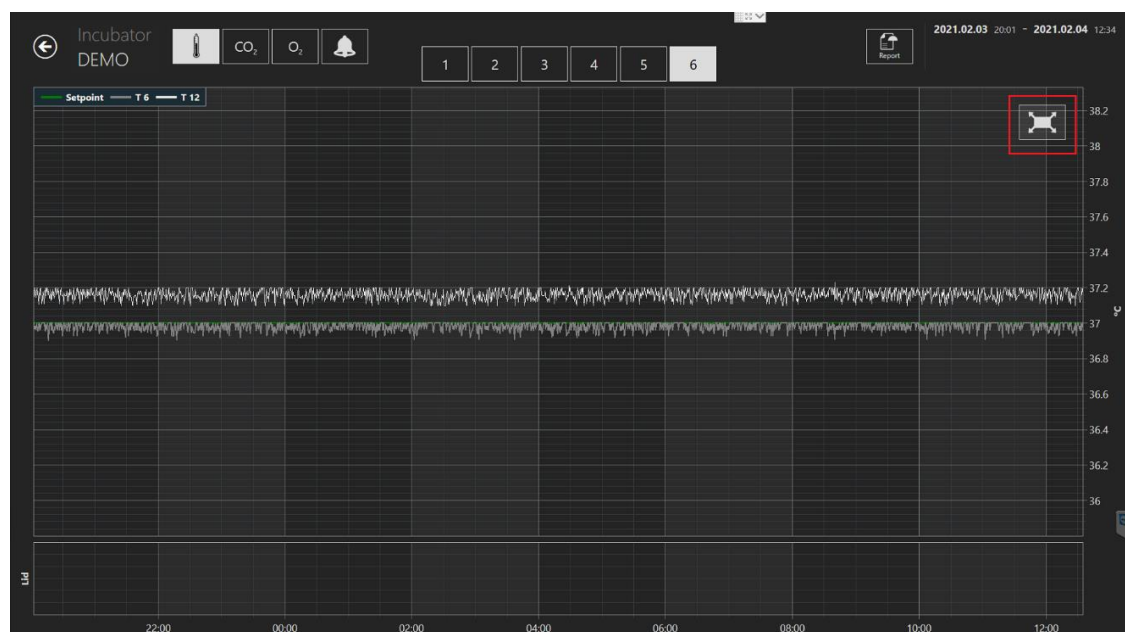 Incubator
DEMO
CO₂
O₂
1 2 3 4 5 6
Report
2021.02.03 20:01 - 2021.02.04 12:34
Setpoint T 6 T 12
38.2
38
37.8
37.6
37.4
37.2
37
°C
36.8
36.6
36.4
36.2
36
Lid
22:00 00:00 02:00 04:00 06:00 08:00 10:00 12:00